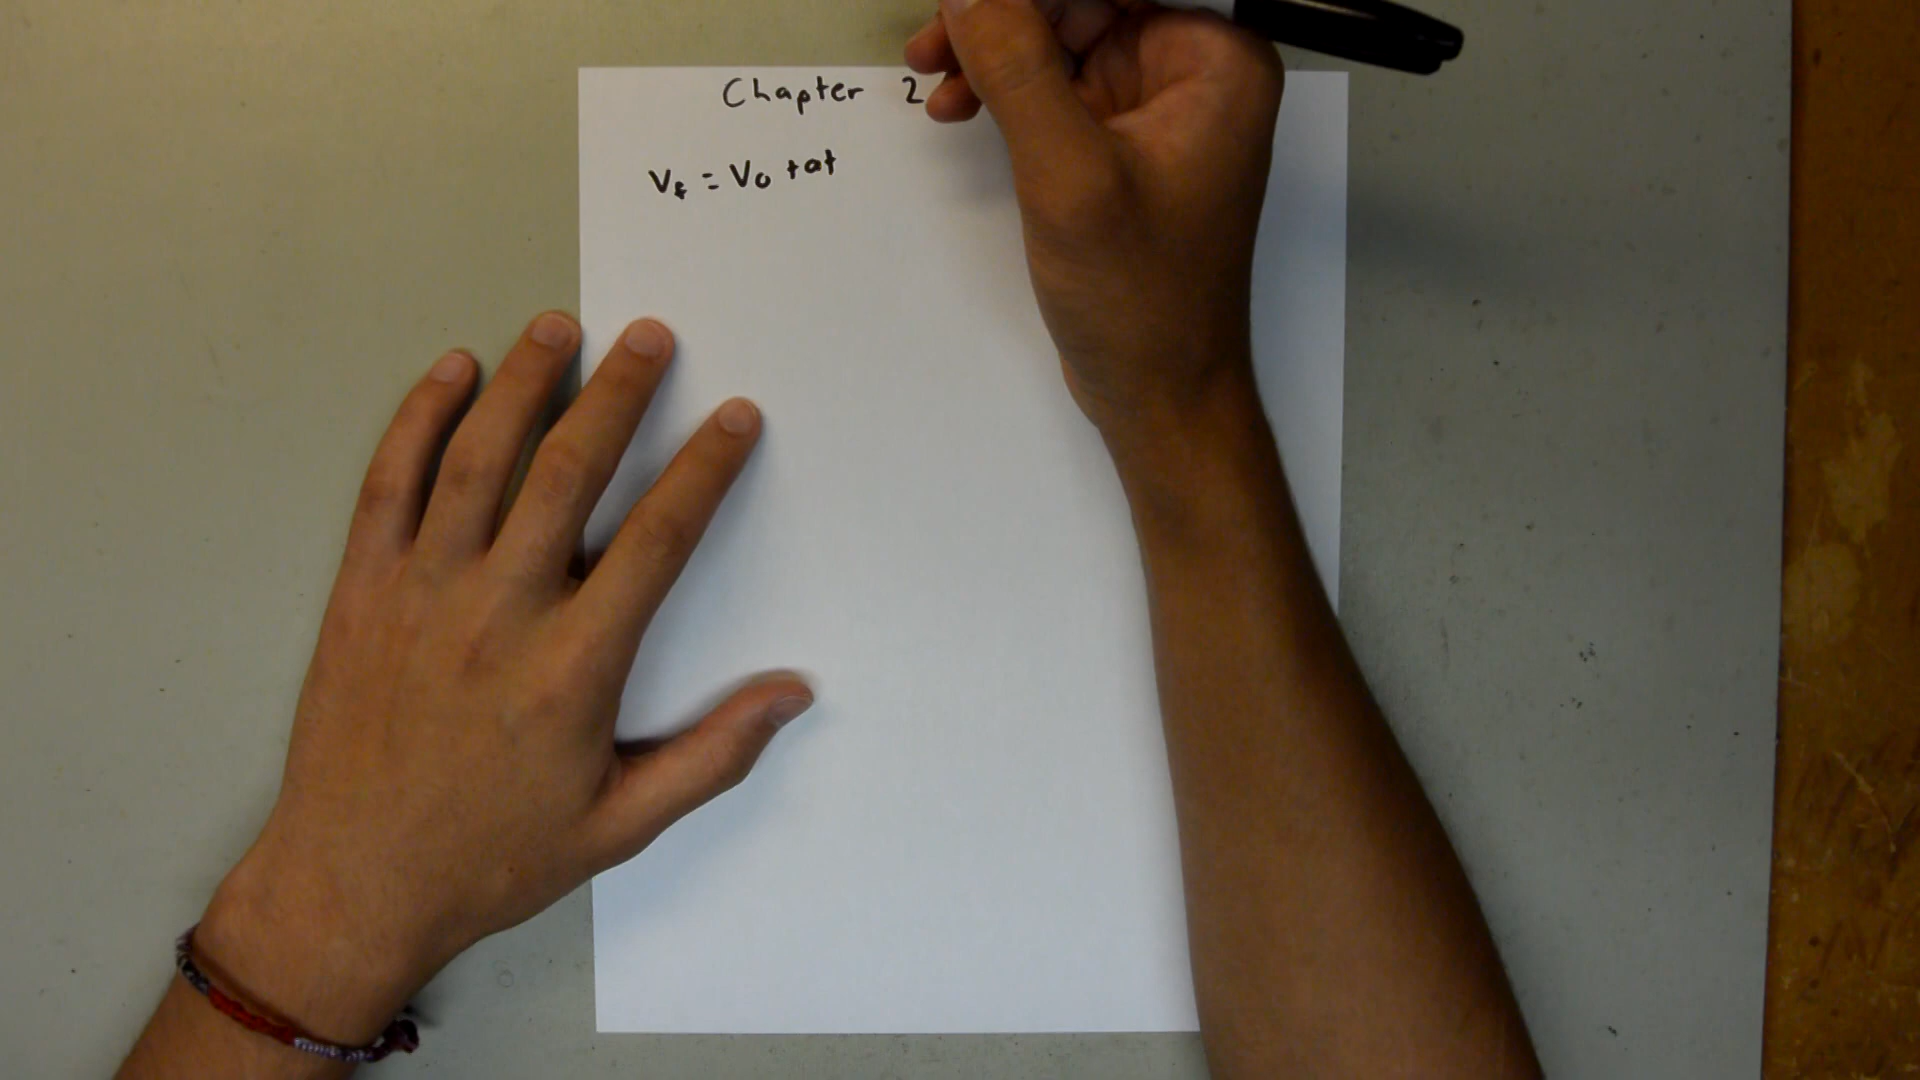 Chapter 2
Vf = V0 + at